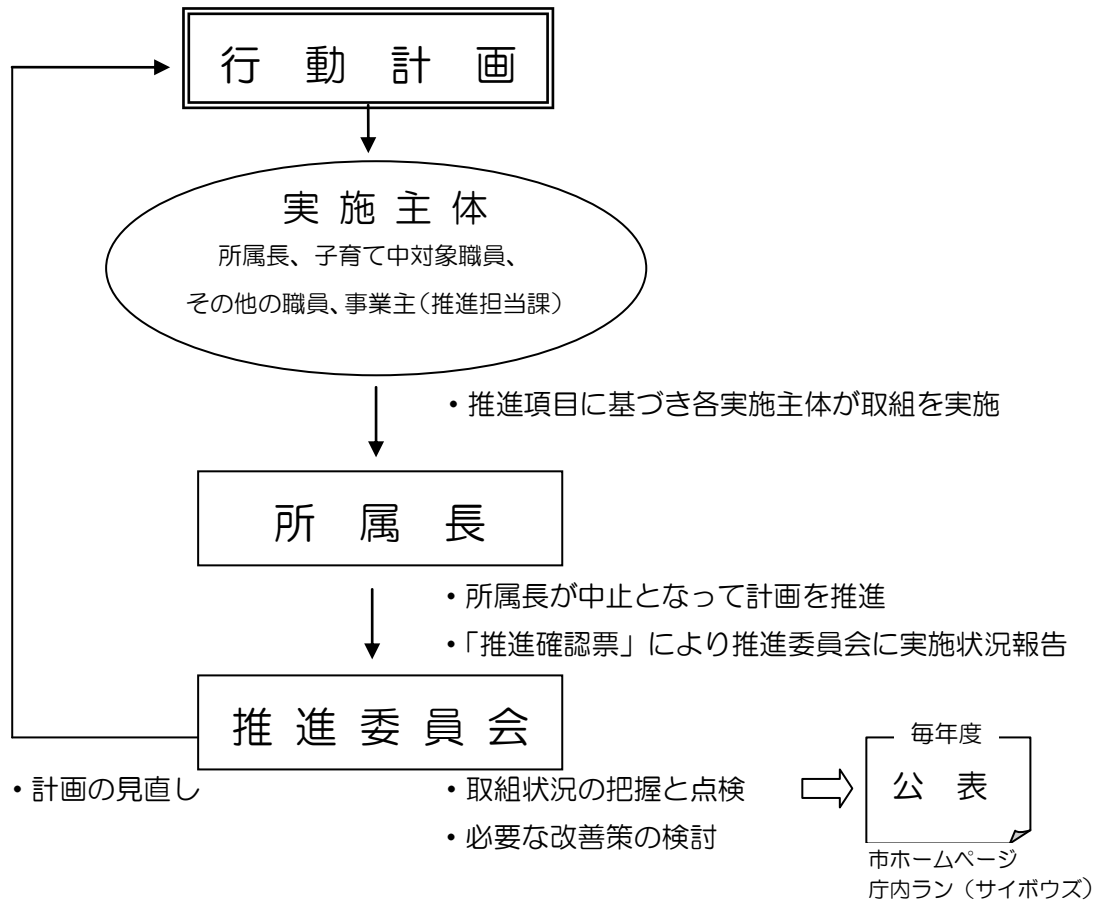 行動計画
実施主体
所属長、子育て中対象職員、
その他の職員、事業主（推進担当課）
・推進項目に基づき各実施主体が取組を実施
所属長
・所属長が中止となって計画を推進
・「推進確認票」により推進委員会に実施状況報告
推進委員会
・計画の見直し
・取組状況の把握と点検
・必要な改善策の検討
毎年度
公表
市ホームページ
庁内ラン（サイボウズ）